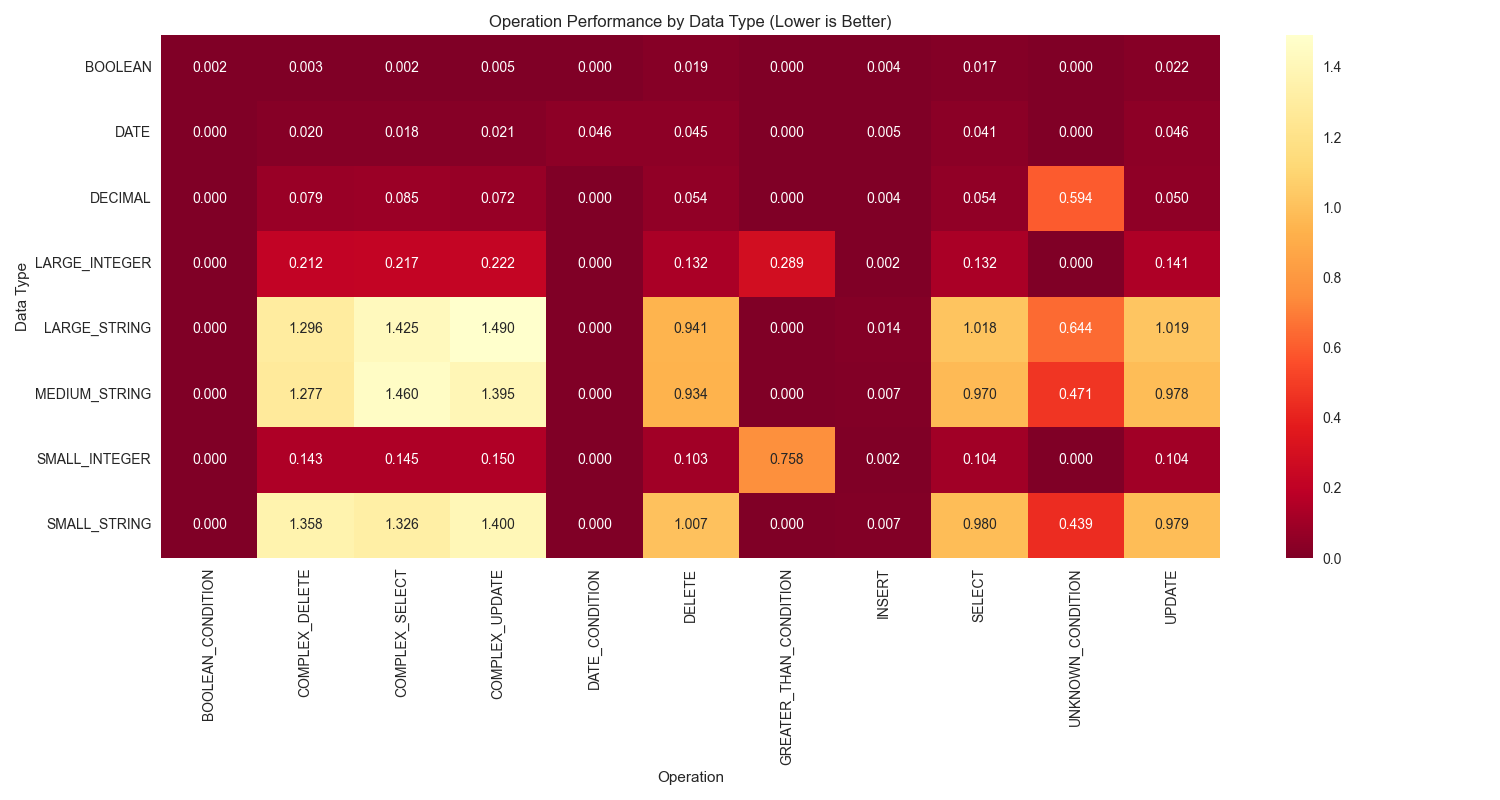 Operation Performance by Data Type (Lower is Better)
BOOLEAN 0.002 0.003 0.002 0.005 0.000 0.019 0.000 0.004 0.017 0.000 0.022
DATE 0.000 0.020 0.018 0.021 0.046 0.045 0.000 0.005 0.041 0.000 0.046
DECIMAL 0.000 0.079 0.085 0.072 0.000 0.054 0.000 0.004 0.054 0.594 0.050
LARGE_INTEGER 0.000 0.212 0.217 0.222 0.000 0.132 0.289 0.002 0.132 0.000 0.141
LARGE_STRING 0.000 1.296 1.425 1.490 0.000 0.941 0.000 0.014 1.018 0.644 1.019
MEDIUM_STRING 0.000 1.277 1.460 1.395 0.000 0.934 0.000 0.007 0.970 0.471 0.978
SMALL_INTEGER 0.000 0.143 0.145 0.150 0.000 0.103 0.758 0.002 0.104 0.000 0.104
SMALL_STRING 0.000 1.358 1.326 1.400 0.000 1.007 0.000 0.007 0.980 0.439 0.979
Data Type
BOOLEAN_CONDITION
COMPLEX_DELETE
COMPLEX_SELECT
COMPLEX_UPDATE
DATE_CONDITION
DELETE
GREATER_THAN_CONDITION
INSERT
SELECT
UNKNOWN_CONDITION
UPDATE
Operation
1.4
1.2
1.0
0.8
0.6
0.4
0.2
0.0